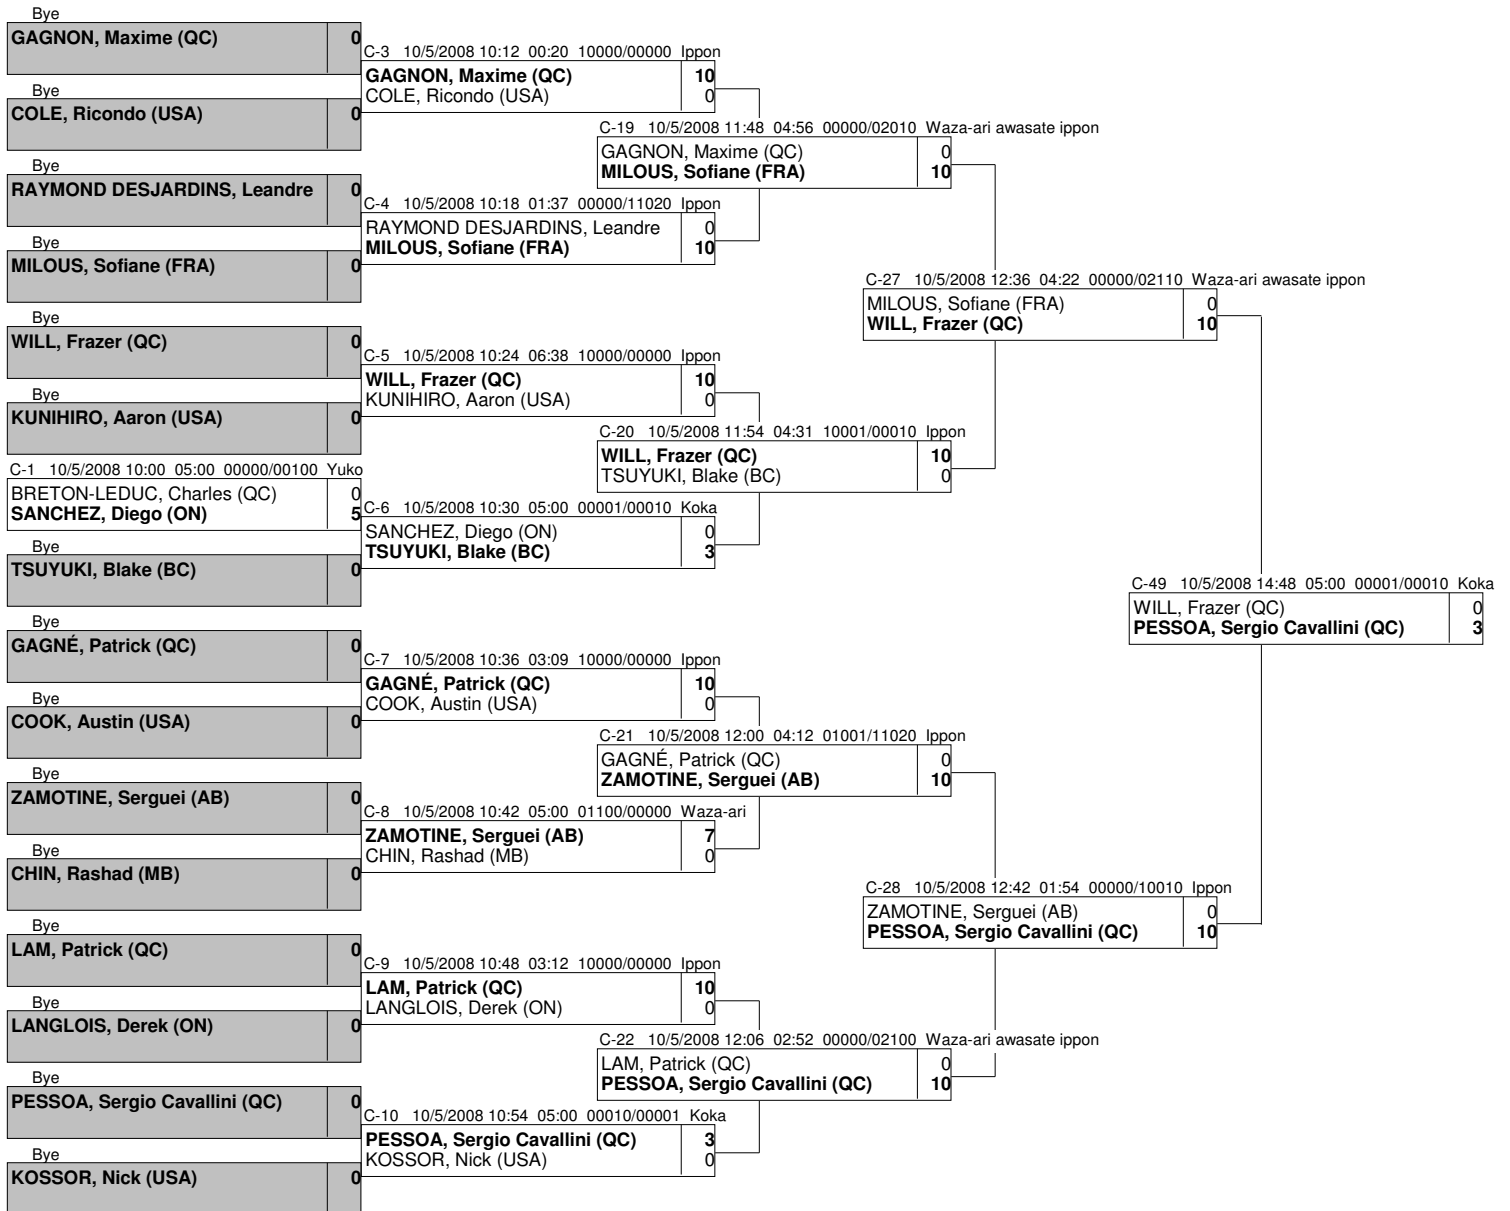 Bye
GAGNON, Maxime (QC) 0
Bye
COLE, Ricondo (USA) 0
Bye
RAYMOND DESJARDINS, Leandre 0
Bye
MILOUS, Sofiane (FRA) 0
Bye
WILL, Frazer (QC) 0
Bye
KUNIHIRO, Aaron (USA) 0
C-1 10/5/2008 10:00 05:00 00000/00100 Yuko
BRETON-LEDUC, Charles (QC) 0
SANCHEZ, Diego (ON) 5
Bye
TSUYUKI, Blake (BC) 0
Bye
GAGNÉ, Patrick (QC) 0
Bye
COOK, Austin (USA) 0
Bye
ZAMOTINE, Serguei (AB) 0
Bye
CHIN, Rashad (MB) 0
Bye
LAM, Patrick (QC) 0
Bye
LANGLOIS, Derek (ON) 0
Bye
PESSOA, Sergio Cavallini (QC) 0
Bye
KOSSOR, Nick (USA) 0
C-3 10/5/2008 10:12 00:20 10000/00000 Ippon
GAGNON, Maxime (QC) 10
COLE, Ricondo (USA) 0
C-4 10/5/2008 10:18 01:37 00000/11020 Ippon
RAYMOND DESJARDINS, Leandre 0
MILOUS, Sofiane (FRA) 10
C-5 10/5/2008 10:24 06:38 10000/00000 Ippon
WILL, Frazer (QC) 10
KUNIHIRO, Aaron (USA) 0
C-6 10/5/2008 10:30 05:00 00001/00010 Koka
SANCHEZ, Diego (ON) 0
TSUYUKI, Blake (BC) 3
C-7 10/5/2008 10:36 03:09 10000/00000 Ippon
GAGNÉ, Patrick (QC) 10
COOK, Austin (USA) 0
C-8 10/5/2008 10:42 05:00 01100/00000 Waza-ari
ZAMOTINE, Serguei (AB) 7
CHIN, Rashad (MB) 0
C-9 10/5/2008 10:48 03:12 10000/00000 Ippon
LAM, Patrick (QC) 10
LANGLOIS, Derek (ON) 0
C-10 10/5/2008 10:54 05:00 00010/00001 Koka
PESSOA, Sergio Cavallini (QC) 3
KOSSOR, Nick (USA) 0
C-19 10/5/2008 11:48 04:56 00000/02010 Waza-ari awasate ippon
GAGNON, Maxime (QC) 0
MILOUS, Sofiane (FRA) 10
C-20 10/5/2008 11:54 04:31 10001/00010 Ippon
WILL, Frazer (QC) 10
TSUYUKI, Blake (BC) 0
C-21 10/5/2008 12:00 04:12 01001/11020 Ippon
GAGNÉ, Patrick (QC) 0
ZAMOTINE, Serguei (AB) 10
C-22 10/5/2008 12:06 02:52 00000/02100 Waza-ari awasate ippon
LAM, Patrick (QC) 0
PESSOA, Sergio Cavallini (QC) 10
C-27 10/5/2008 12:36 04:22 00000/02110 Waza-ari awasate ippon
MILOUS, Sofiane (FRA) 0
WILL, Frazer (QC) 10
C-28 10/5/2008 12:42 01:54 00000/10010 Ippon
ZAMOTINE, Serguei (AB) 0
PESSOA, Sergio Cavallini (QC) 10
C-49 10/5/2008 14:48 05:00 00001/00010 Koka
WILL, Frazer (QC) 0
PESSOA, Sergio Cavallini (QC) 3